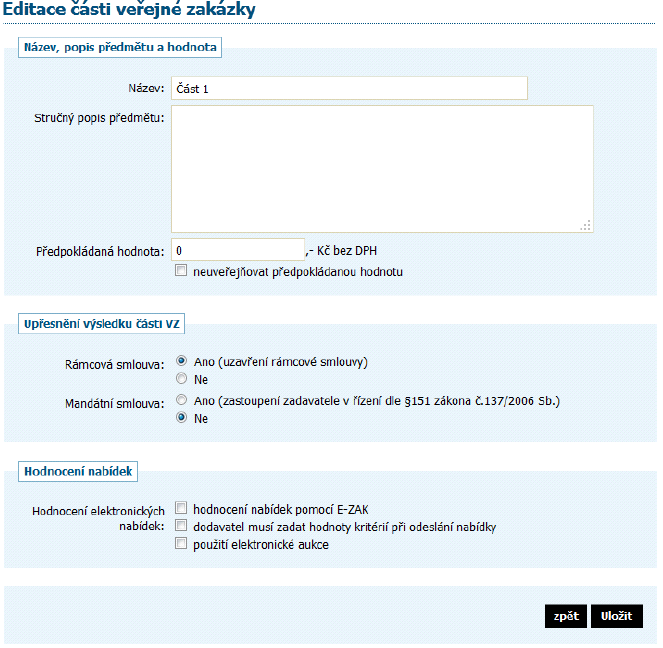 Editace části veřejné zakázky
Název, popis předmětu a hodnota
Název: Část 1
Stručný popis předmětu:
Předpokládaná hodnota: 0 ,- Kč bez DPH
neuveřejňovat předpokládanou hodnotu
Upřesnění výsledku části VZ
Rámcová smlouva: Ano (uzavření rámcové smlouvy)
Ne
Mandátní smlouva: Ano (zastoupení zadavatele v řízení dle §151 zákona č.137/2006 Sb.)
Ne
Hodnocení nabídek
Hodnocení elektronických hodnocení nabídek pomocí E-ZAK
nabídek: dodavatel musí zadat hodnoty kritérií při odeslání nabídky
použití elektronické aukce
zpět Uložit